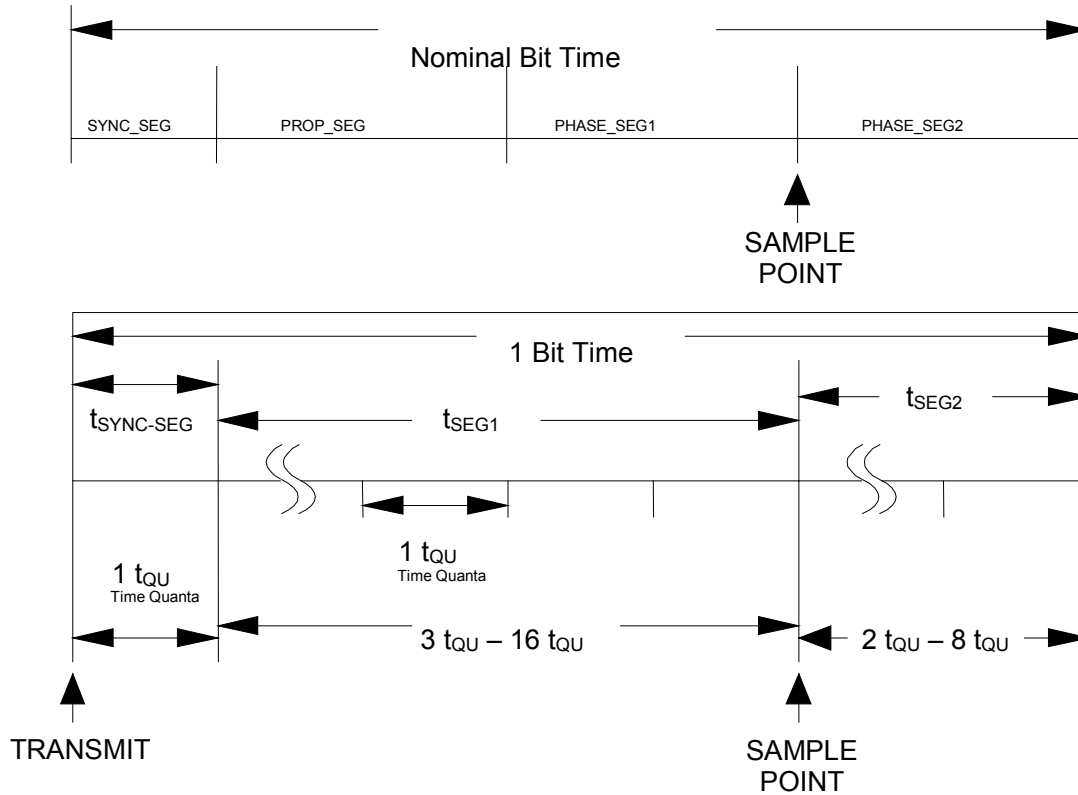 Nominal Bit Time
SYNC_SEG PROP_SEG PHASE_SEG1 PHASE_SEG2
SAMPLE
POINT
1 Bit Time
tSYNC-SEG tSEG1 tSEG2
1 tQU
Time Quanta
1 tQU
Time Quanta
3 tQU – 16 tQU 2 tQU – 8 tQU
TRANSMIT
SAMPLE
POINT